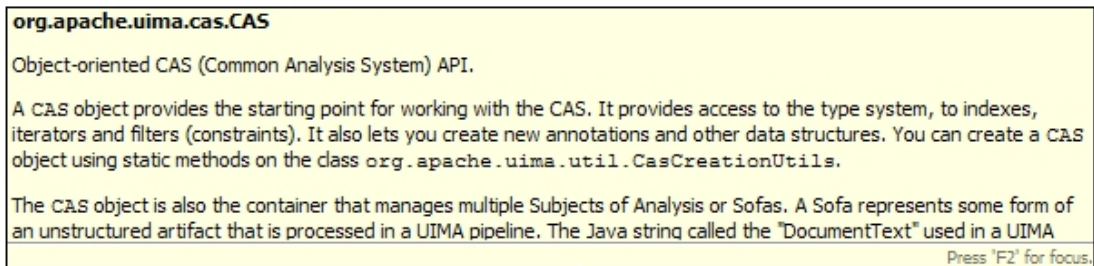 org.apache.uima.cas.CAS
Object-oriented CAS (Common Analysis System) API.
A CAS object provides the starting point for working with the CAS. It provides access to the type system, to indexes,
iterators and filters (constraints). It also lets you create new annotations and other data structures. You can create a CAS
object using static methods on the class org.apache.uima.util.CasCreationUtils.
The CAS object is also the container that manages multiple Subjects of Analysis or Sofas. A Sofa represents some form of
an unstructured artifact that is processed in a UIMA pipeline. The Java string called the "DocumentText" used in a UIMA
Press 'F2' for focus.